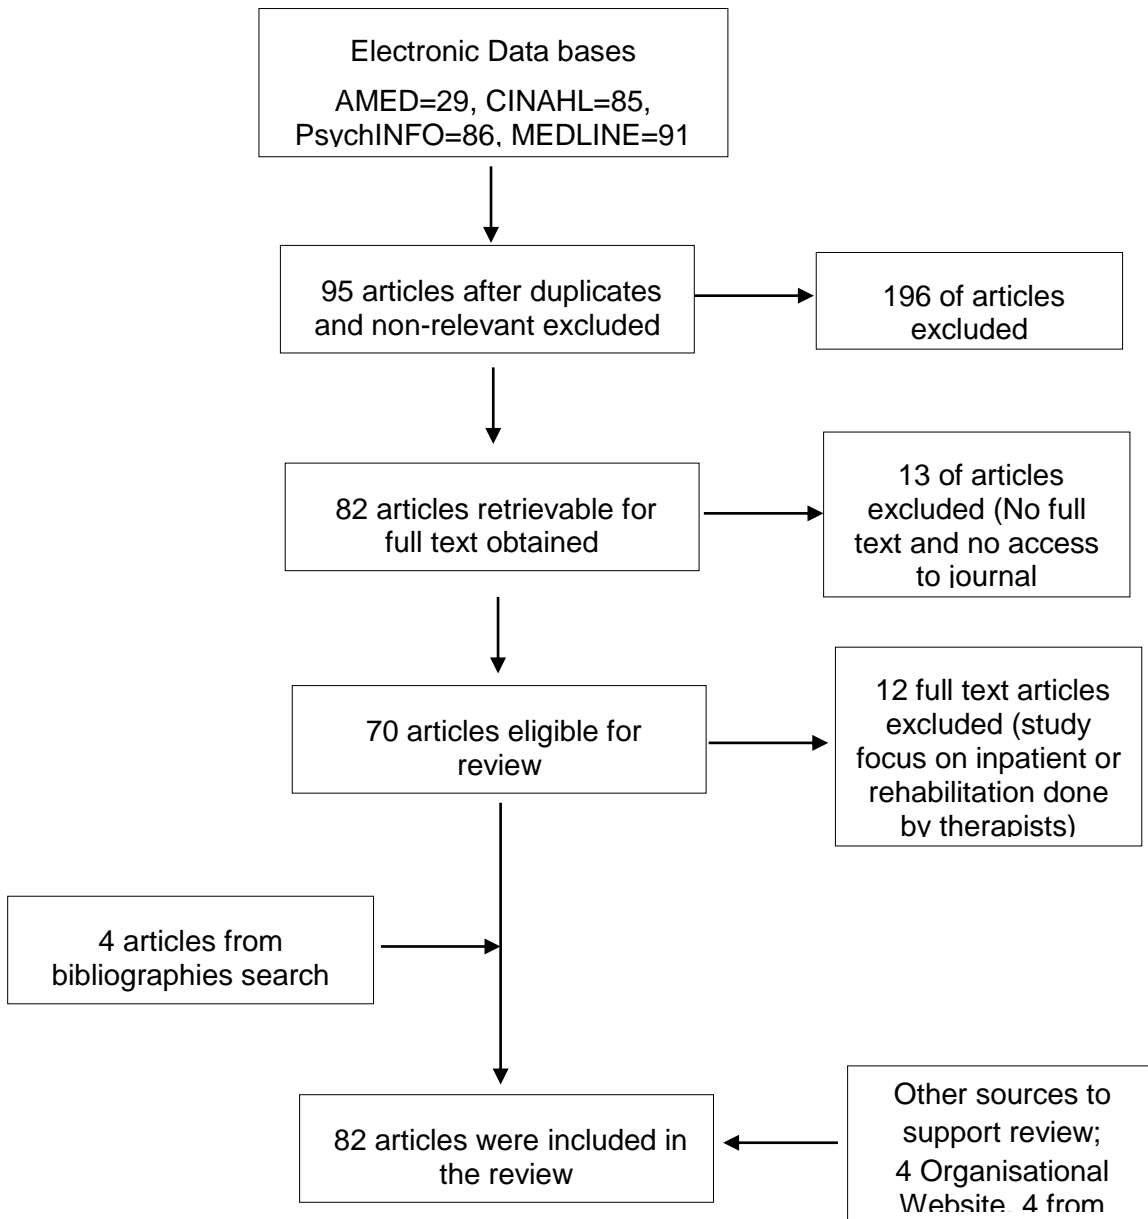 Electronic Data bases
AMED=29, CINAHL=85,
PsychINFO=86, MEDLINE=91
95 articles after duplicates
and non-relevant excluded
196 of articles
excluded
82 articles retrievable for
full text obtained
13 of articles
excluded (No full
text and no access
to journal
70 articles eligible for
review
12 full text articles
excluded (study
focus on inpatient or
rehabilitation done
by therapists)
4 articles from
bibliographies search
82 articles were included in
the review
Other sources to
support review;
4 Organisational
Website, 4 from